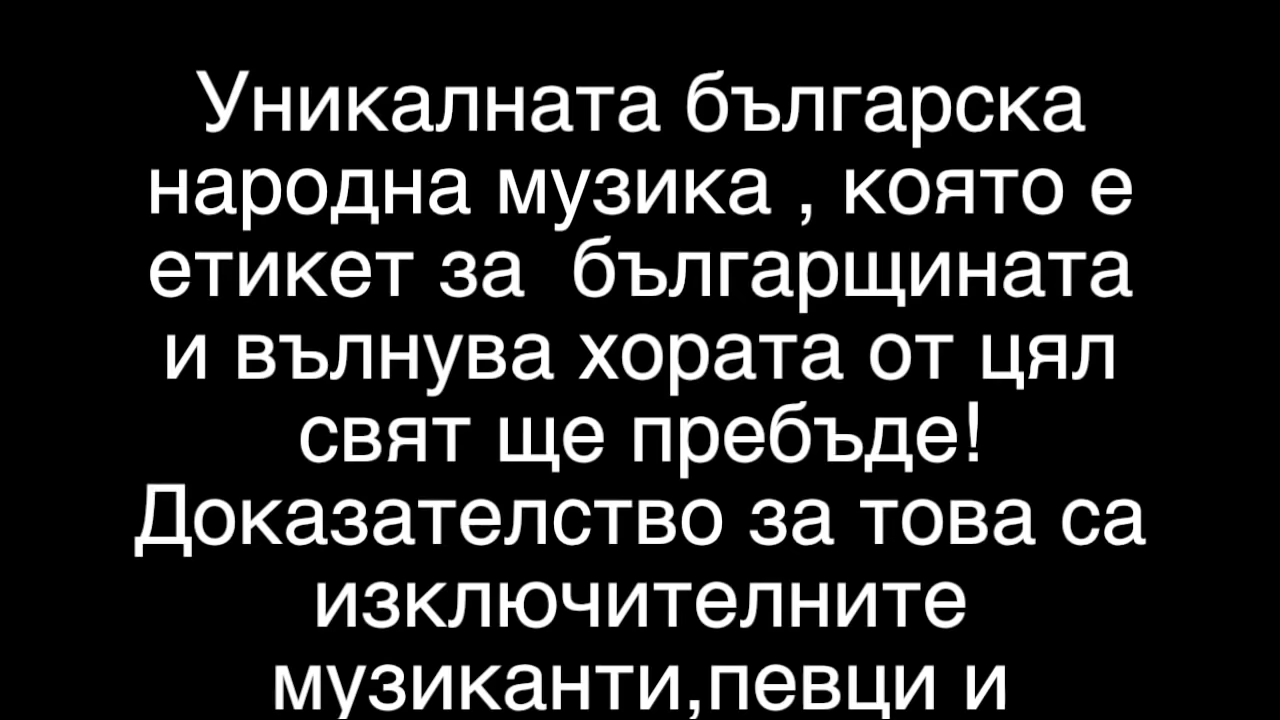 Уникалната българска
народна музика , която е
етикет за  българщината
и вълнува хората от цял
свят ще пребъде!
Доказателство за това са
изключителните
музиканти,певци и